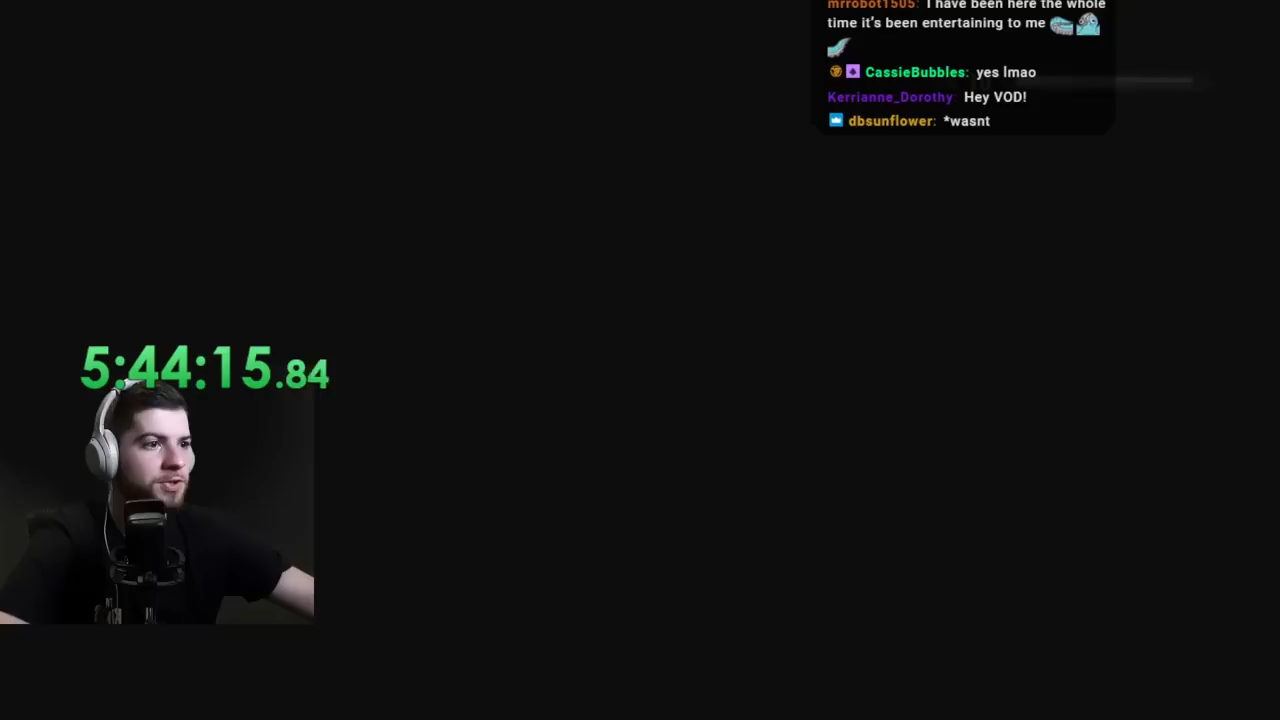 mrrobot1505: I have been here the whole
time it's been entertaining to me
CassieBubbles: yes lmao
Kerrianne_Dorothy: Hey VOD!
dbsunflower: *wasnt
5:44:15.84